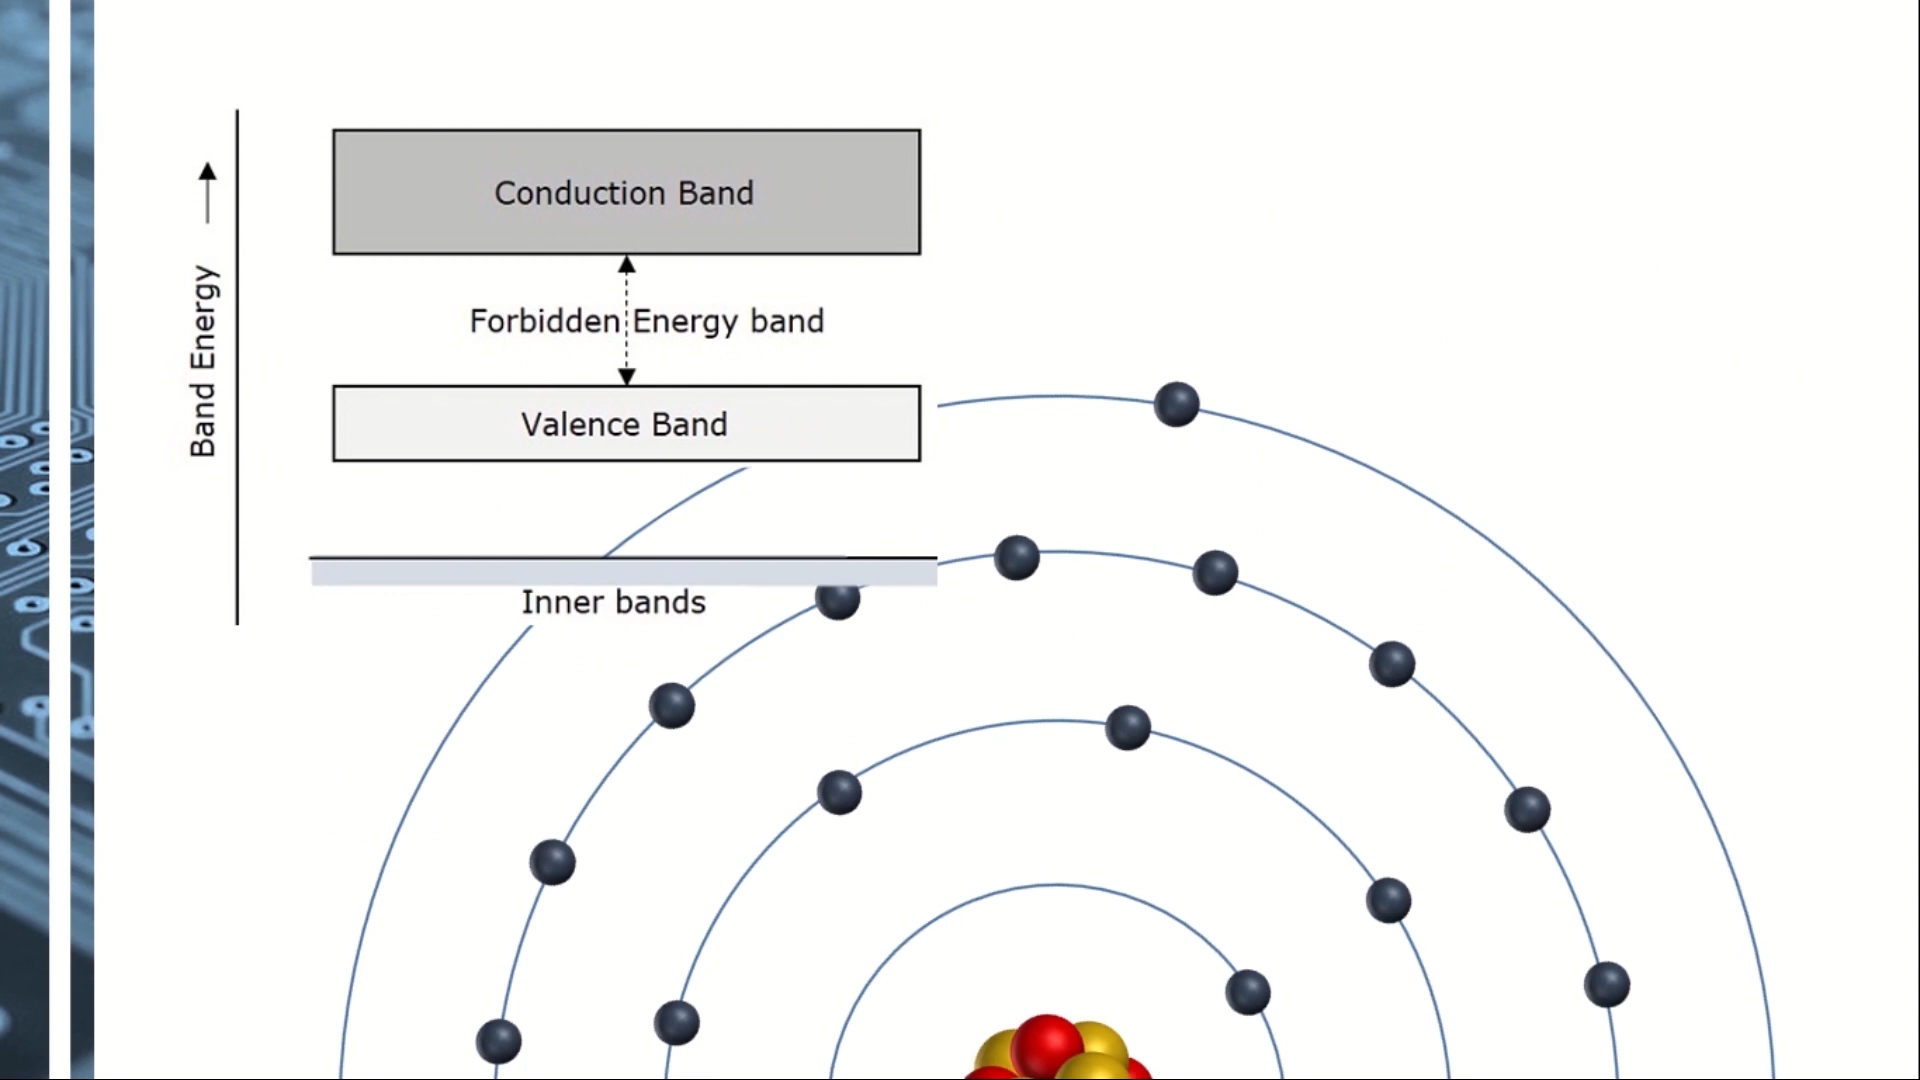 Conduction Band
Forbidden Energy band
Valence Band
Inner bands
Band Energy